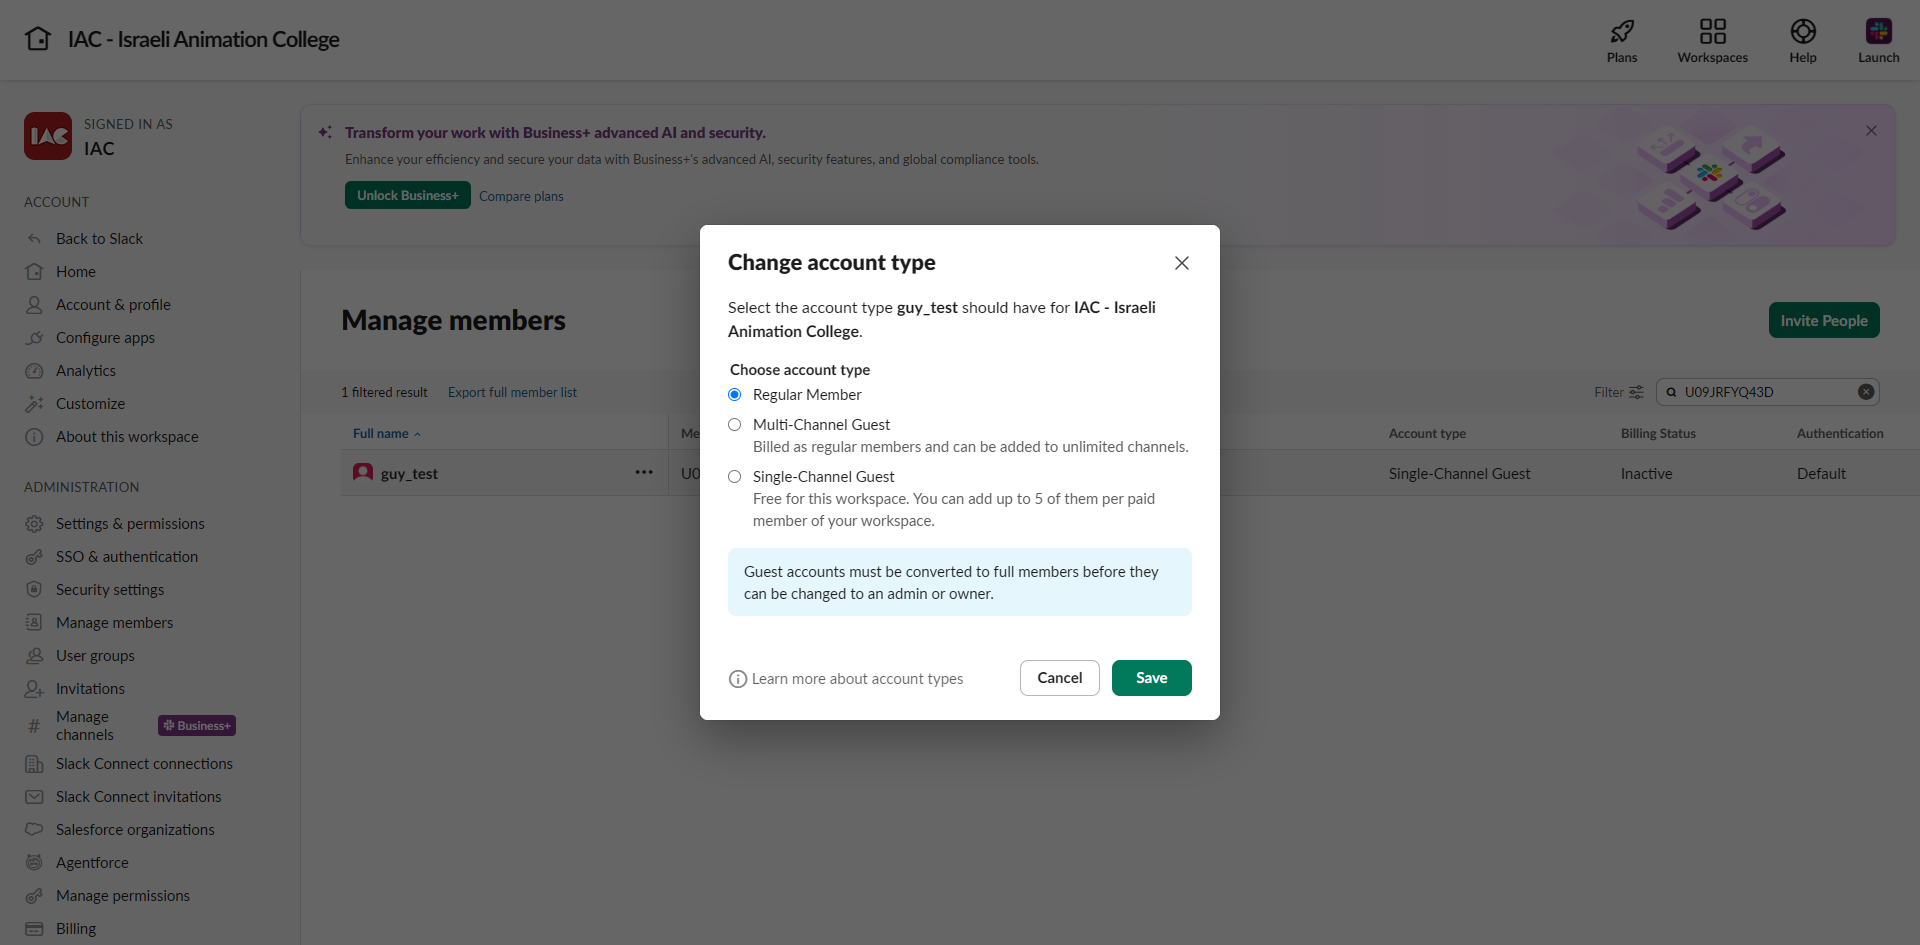 IAC - Israeli Animation College
Plans
Workspaces
Help
Launch
IAC
SIGNED IN AS
IAC
ACCOUNT
Back to Slack
Home
Account & profile
Configure apps
Analytics
Customize
About this workspace
ADMINISTRATION
Settings & permissions
SSO & authentication
Security settings
Manage members
User groups
Invitations
Manage
channels
Business+
Slack Connect connections
Slack Connect invitations
Salesforce organizations
Agentforce
Manage permissions
Billing
Transform your work with Business+ advanced AI and security.
Enhance your efficiency and secure your data with Business+'s advanced AI, security features, and global compliance tools.
Unlock Business+
Compare plans
Manage members
Invite People
1 filtered result
Export full member list
Filter
U09JRFYQ43D
Full name
Me
Account type
Billing Status
Authentication
guy_test
U0
Single-Channel Guest
Inactive
Default
Change account type
Select the account type guy_test should have for IAC - Israeli
Animation College.
Choose account type
Regular Member
Multi-Channel Guest
Billed as regular members and can be added to unlimited channels.
Single-Channel Guest
Free for this workspace. You can add up to 5 of them per paid
member of your workspace.
Guest accounts must be converted to full members before they
can be changed to an admin or owner.
Learn more about account types
Cancel
Save